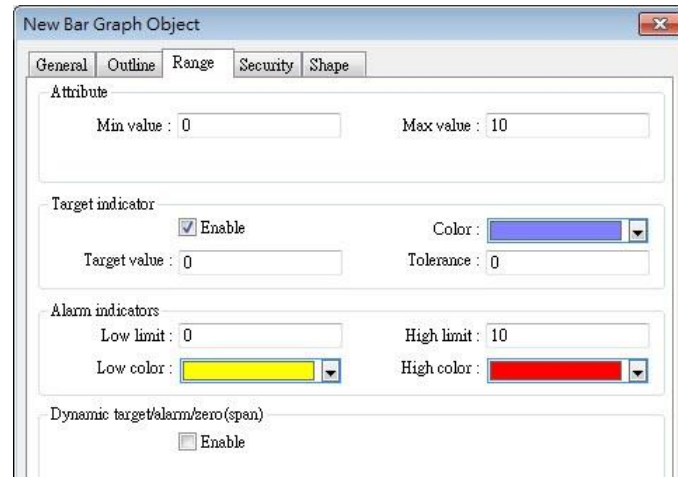 New Bar Graph Object
General Outline Range Security Shape
Attribute
Min value : 0 Max value : 10
Target indicator
Enable Color :
Target value : 0 Tolerance : 0
Alarm indicators
Low limit : 0 High limit : 10
Low color : High color :
Dynamic target/alarm/zero(span)
Enable